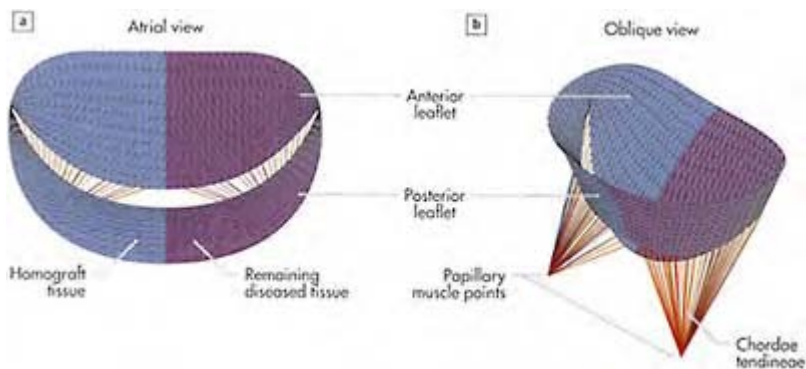 a
Atrial view
b
Oblique view
Anterior
leaflet
Posterior
leaflet
Homograft
tissue
Remaining
diseased tissue
Papillary
muscle points
Chordae
tendineae